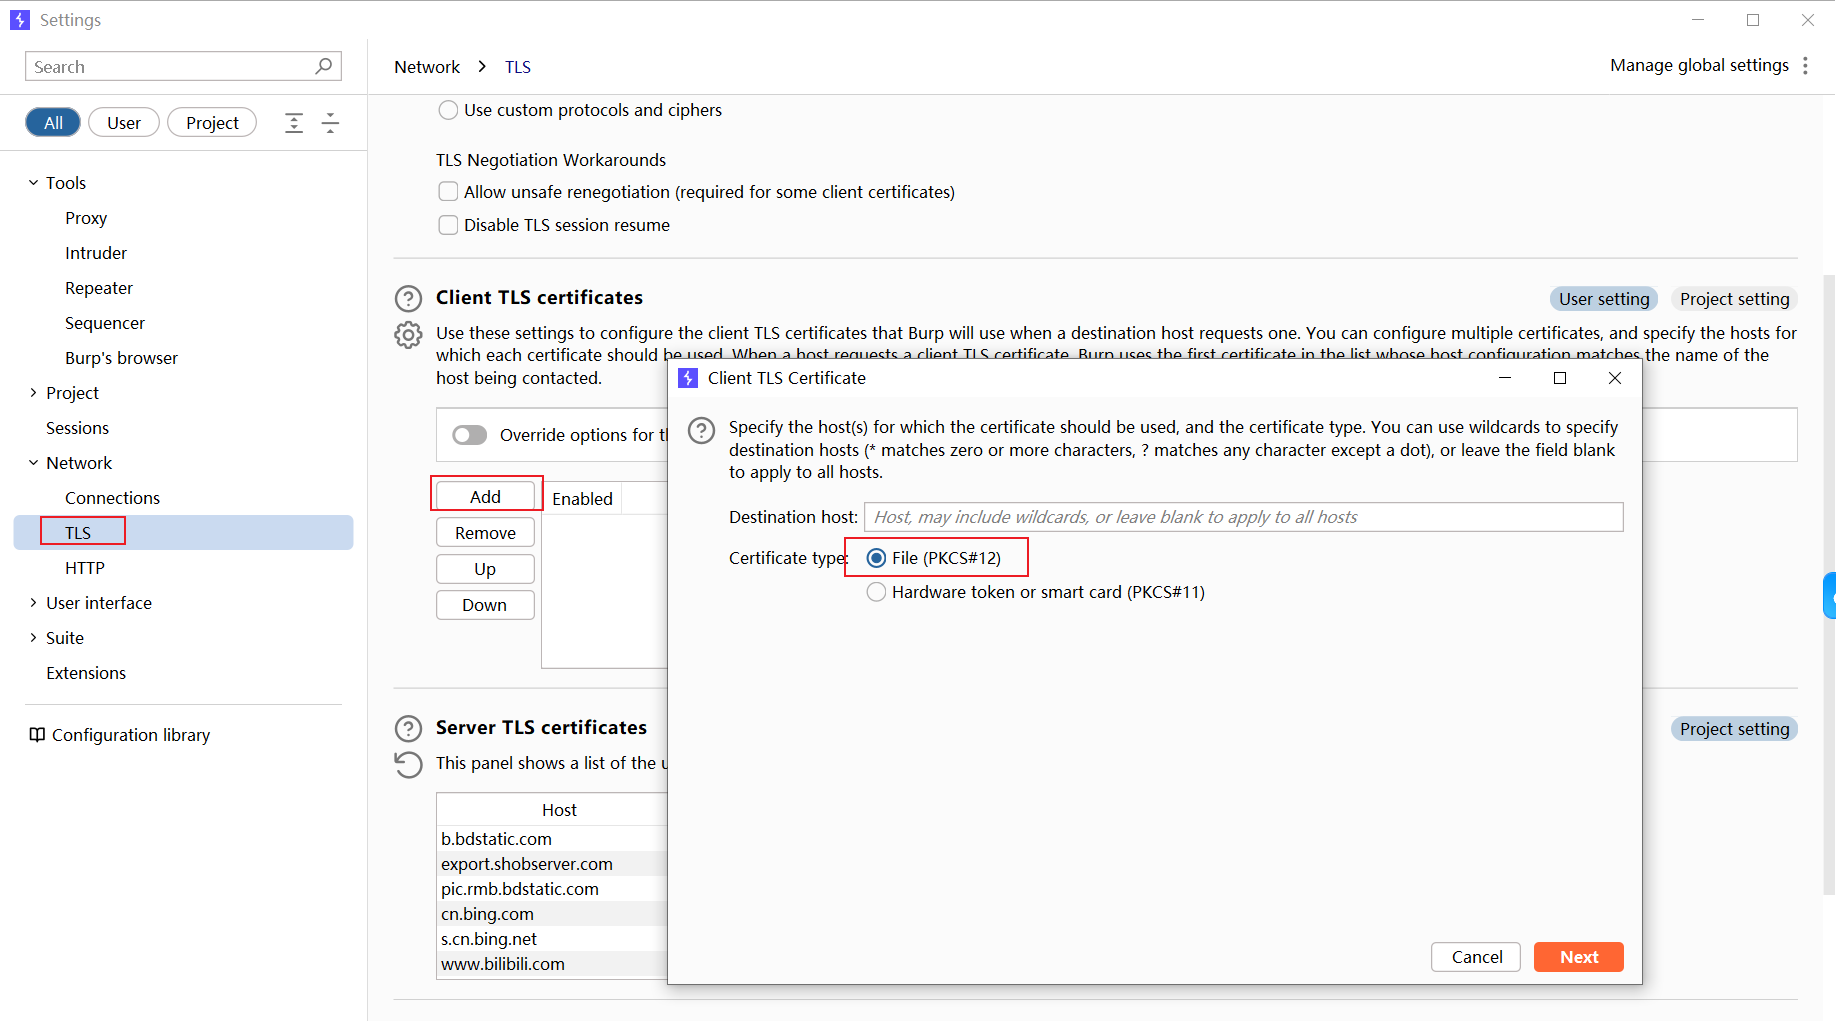 Settings
Search
All
User
Project
Tools
Proxy
Intruder
Repeater
Sequencer
Burp's browser
Project
Sessions
Network
Connections
TLS
HTTP
User interface
Suite
Extensions
Configuration library
Network > TLS
Manage global settings
Use custom protocols and ciphers
TLS Negotiation Workarounds
Allow unsafe renegotiation (required for some client certificates)
Disable TLS session resume
Client TLS certificates
User setting
Project setting
Use these settings to configure the client TLS certificates that Burp will use when a destination host requests one. You can configure multiple certificates, and specify the hosts for
which each certificate should be used. When a host requests a client TLS certificate, Burp uses the first certificate in the list whose host configuration matches the name of the
host being contacted.
Override options for
Add
Remove
Up
Down
Enabled
Server TLS certificates
Project setting
This panel shows a list of the
Host
b.bdstatic.com
export.shobserver.com
pic.rmb.bdstatic.com
cn.bing.com
s.cn.bing.net
www.bilibili.com
Client TLS Certificate
Specify the host(s) for which the certificate should be used, and the certificate type. You can use wildcards to specify
destination hosts (* matches zero or more characters, ? matches any character except a dot), or leave the field blank
to apply to all hosts.
Destination host: Host, may include wildcards, or leave blank to apply to all hosts
Certificate type: File (PKCS#12)
Hardware token or smart card (PKCS#11)
Cancel
Next